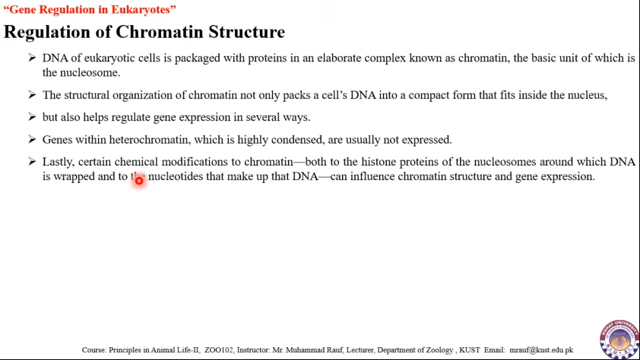 “Gene Regulation in Eukaryotes”
Regulation of Chromatin Structure
➢ DNA of eukaryotic cells is packaged with proteins in an elaborate complex known as chromatin, the basic unit of which is
the nucleosome.
➢ The structural organization of chromatin not only packs a cell’s DNA into a compact form that fits inside the nucleus,
➢ but also helps regulate gene expression in several ways.
➢ Genes within heterochromatin, which is highly condensed, are usually not expressed.
➢ Lastly, certain chemical modifications to chromatin—both to the histone proteins of the nucleosomes around which DNA
is wrapped and to the nucleotides that make up that DNA—can influence chromatin structure and gene expression.
Course: Principles in Animal Life-II, ZOO102, Instructor: Mr. Muhammad Rauf, Lecturer, Department of Zoology , KUST Email: mrauf@kust.edu.pk